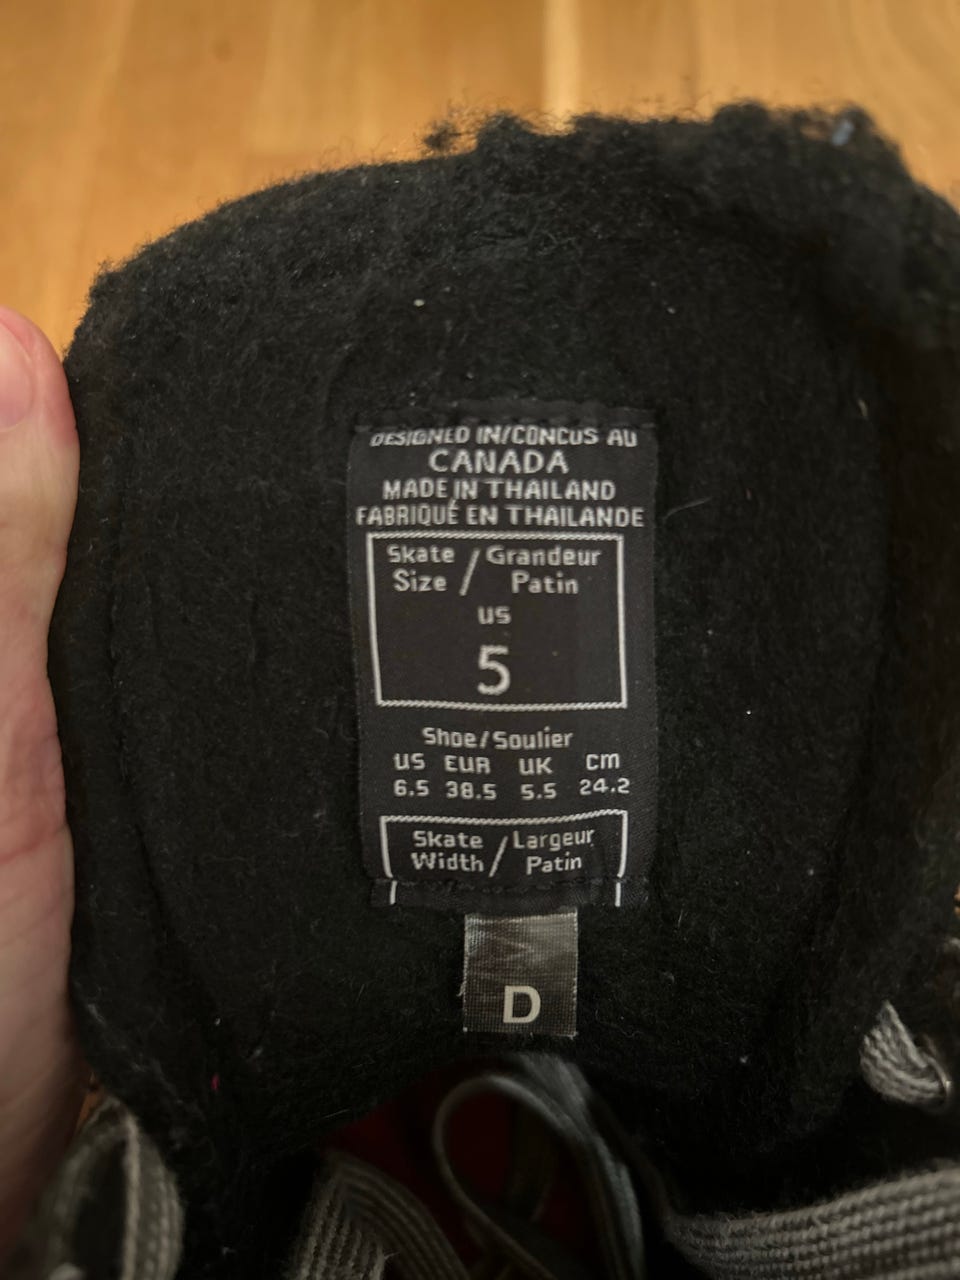 DESIGNED IN/CONCUS AU
CANADA
MADE IN THAILAND
FABRIQUÉ EN THAILANDE
Skate / Grandeur
Size / Patin
US
5
Shoe/Soulier
US EUR UK cm
6.5 38.5 5.5 24.2
Skate / Largeur
Width / Patin
D